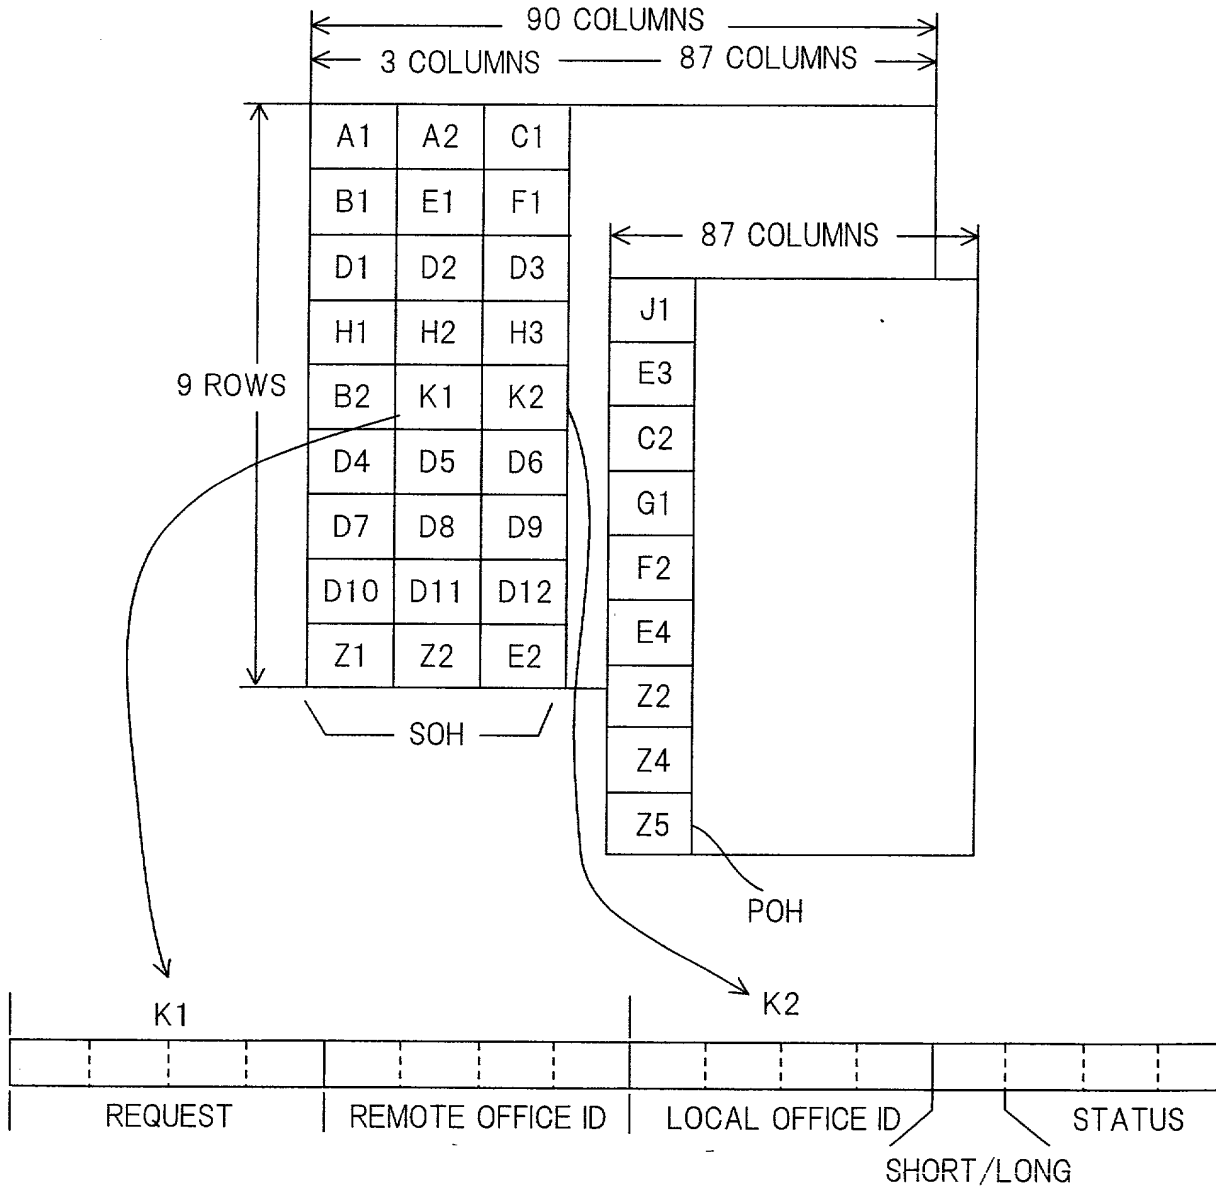 90 COLUMNS
3 COLUMNS 87 COLUMNS
A1 A2 C1
B1 E1 F1
87 COLUMNS
D1 D2 D3
J1
H1 H2 H3
E3
9 ROWS
B2 K1 K2
C2
D4 D5 D6
G1
D7 D8 D9
F2
D10 D11 D12
E4
Z1 Z2 E2
Z2
SOH
Z4
Z5
POH
K1 K2
REQUEST REMOTE OFFICE ID LOCAL OFFICE ID STATUS
SHORT/LONG